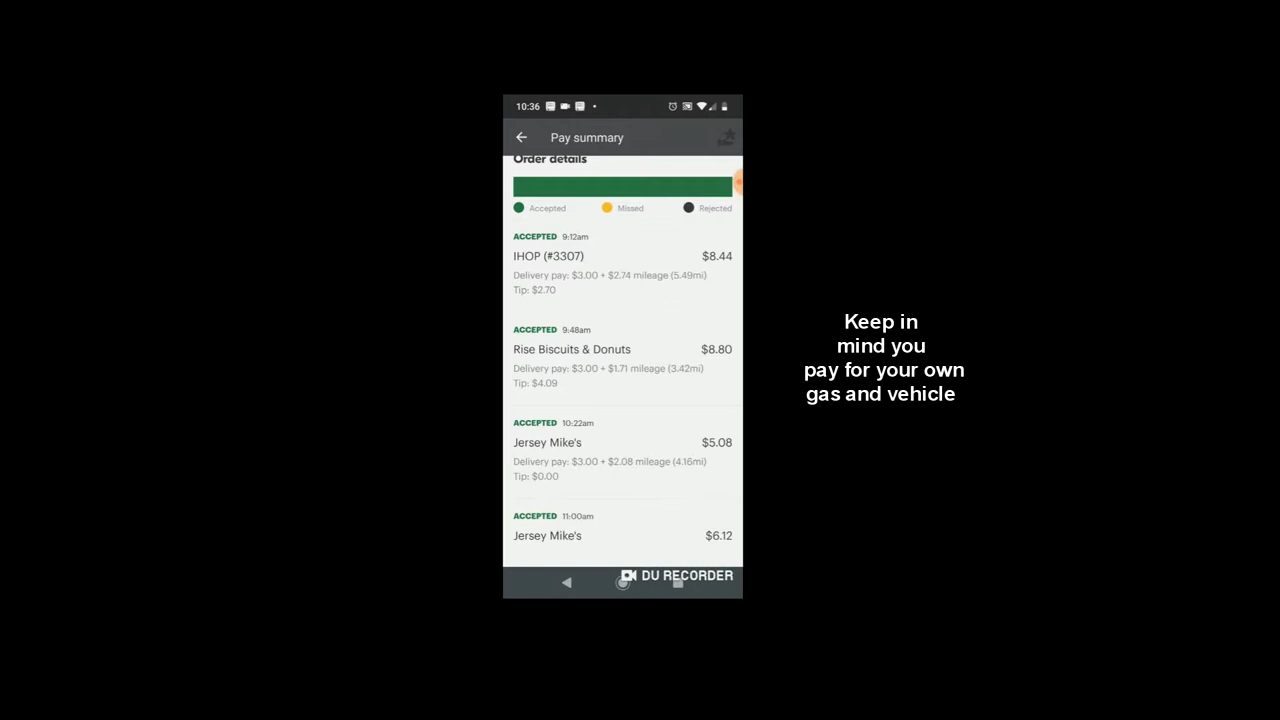 10:36
Pay summary
Order details
Accepted Missed Rejected
ACCEPTED 9:12am
IHOP (#3307) $8.44
Delivery pay: $3.00 + $2.74 mileage (5.49mi)
Tip: $2.70
ACCEPTED 9:48am
Rise Biscuits & Donuts $8.80
Delivery pay: $3.00 + $1.71 mileage (3.42mi)
Tip: $4.09
ACCEPTED 10:22am
Jersey Mike's $5.08
Delivery pay: $3.00 + $2.08 mileage (4.16mi)
Tip: $0.00
ACCEPTED 11:00am
Jersey Mike's $6.12
DU RECORDER
Keep in
mind you
pay for your own
gas and vehicle